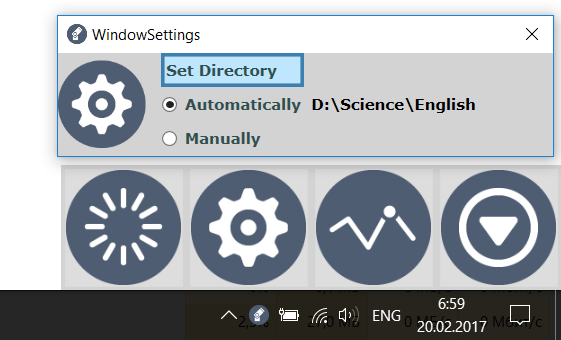 WindowSettings
Set Directory
Automatically D:\Science\English
Manually
ENG
6:59
20.02.2017